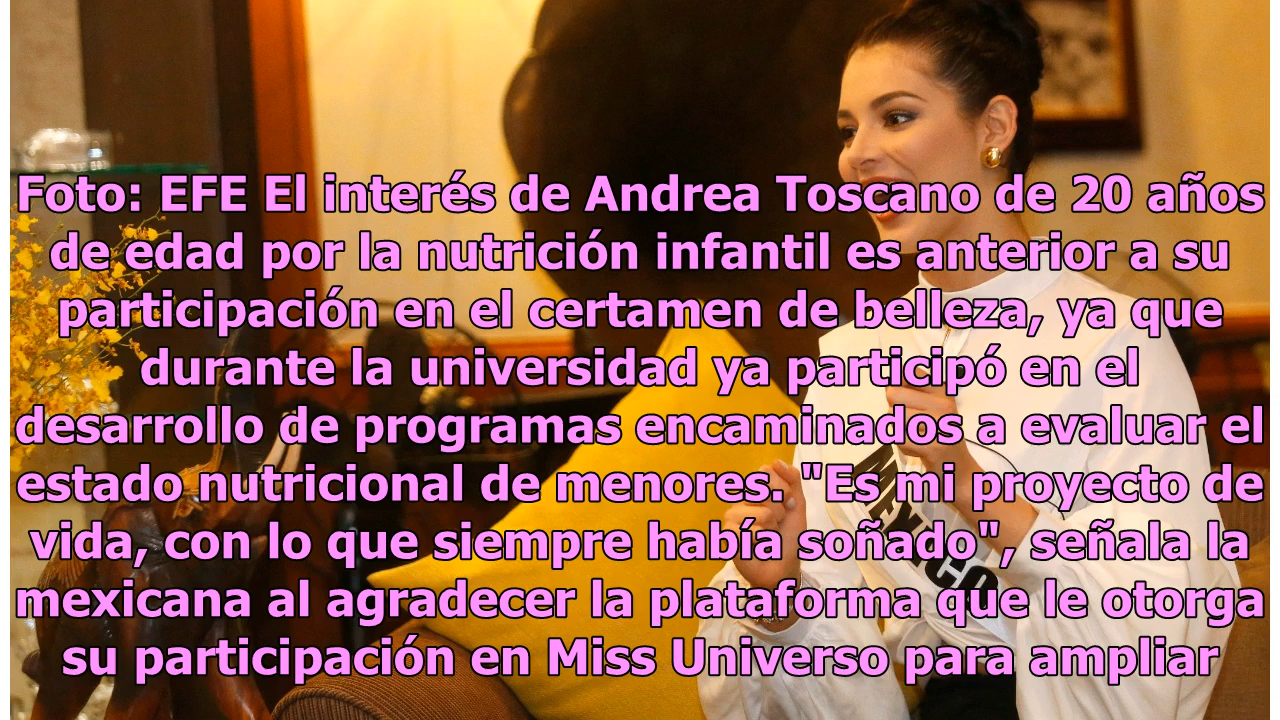 Foto: EFE El interés de Andrea Toscano de 20 años
de edad por la nutrición infantil es anterior a su
participación en el certamen de belleza, ya que
durante la universidad ya participó en el
desarrollo de programas encaminados a evaluar el
estado nutricional de menores. "Es mi proyecto de
vida, con lo que siempre había soñado", señala la
mexicana al agradecer la plataforma que le otorga
su participación en Miss Universo para ampliar
MEXICO